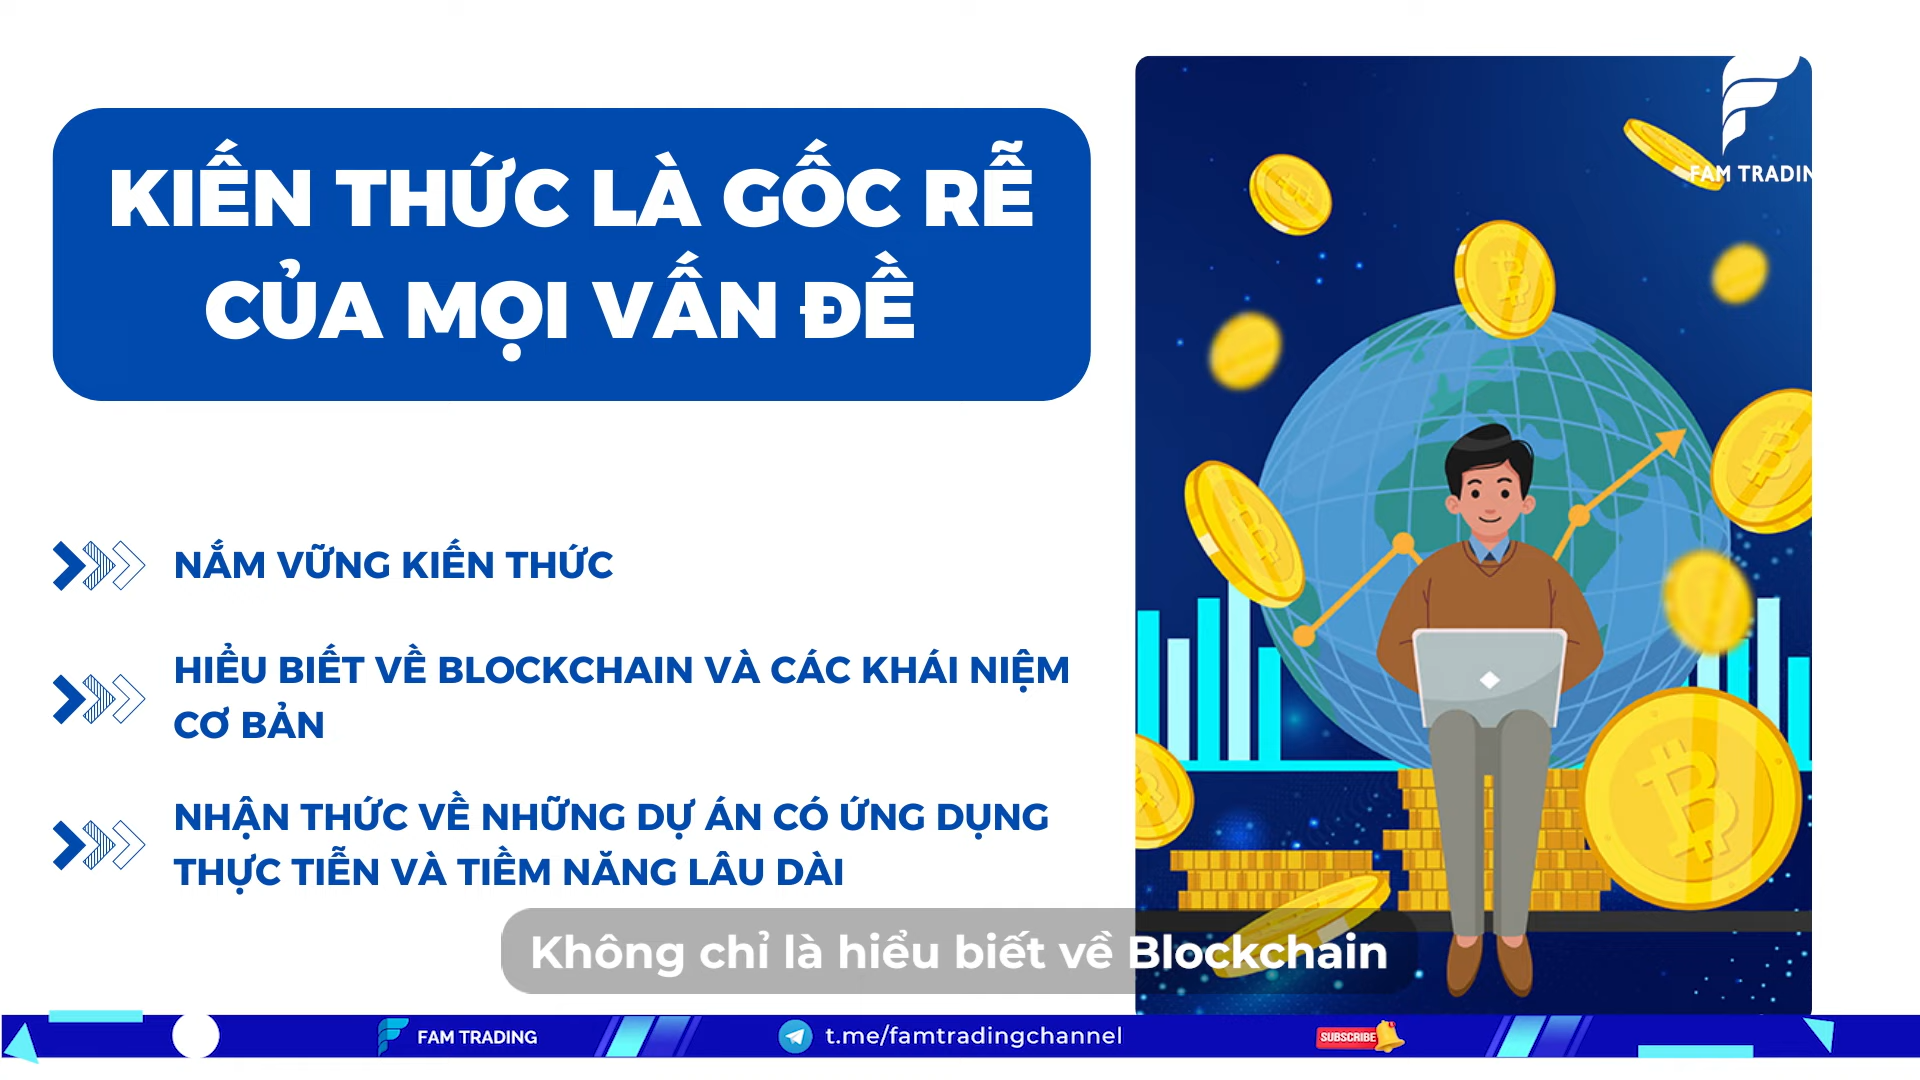 KIẾN THỨC LÀ GỐC RỄ
CỦA MỌI VẤN ĐỀ
NẮM VỮNG KIẾN THỨC
HIỂU BIẾT VỀ BLOCKCHAIN VÀ CÁC KHÁI NIỆM
CƠ BẢN
NHẬN THỨC VỀ NHỮNG DỰ ÁN CÓ ỨNG DỤNG
THỰC TIỄN VÀ TIỀM NĂNG LÂU DÀI
FAM TRADIN
Không chỉ là hiểu biết về Blockchain
FAM TRADING
t.me/famtradingchannel
SUBSCRIBE